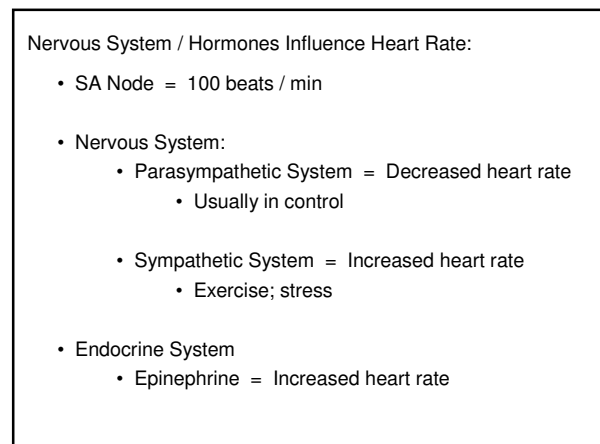 Nervous System / Hormones Influence Heart Rate:
• SA Node = 100 beats / min
• Nervous System:
• Parasympathetic System = Decreased heart rate
• Usually in control
• Sympathetic System = Increased heart rate
• Exercise; stress
• Endocrine System
• Epinephrine = Increased heart rate